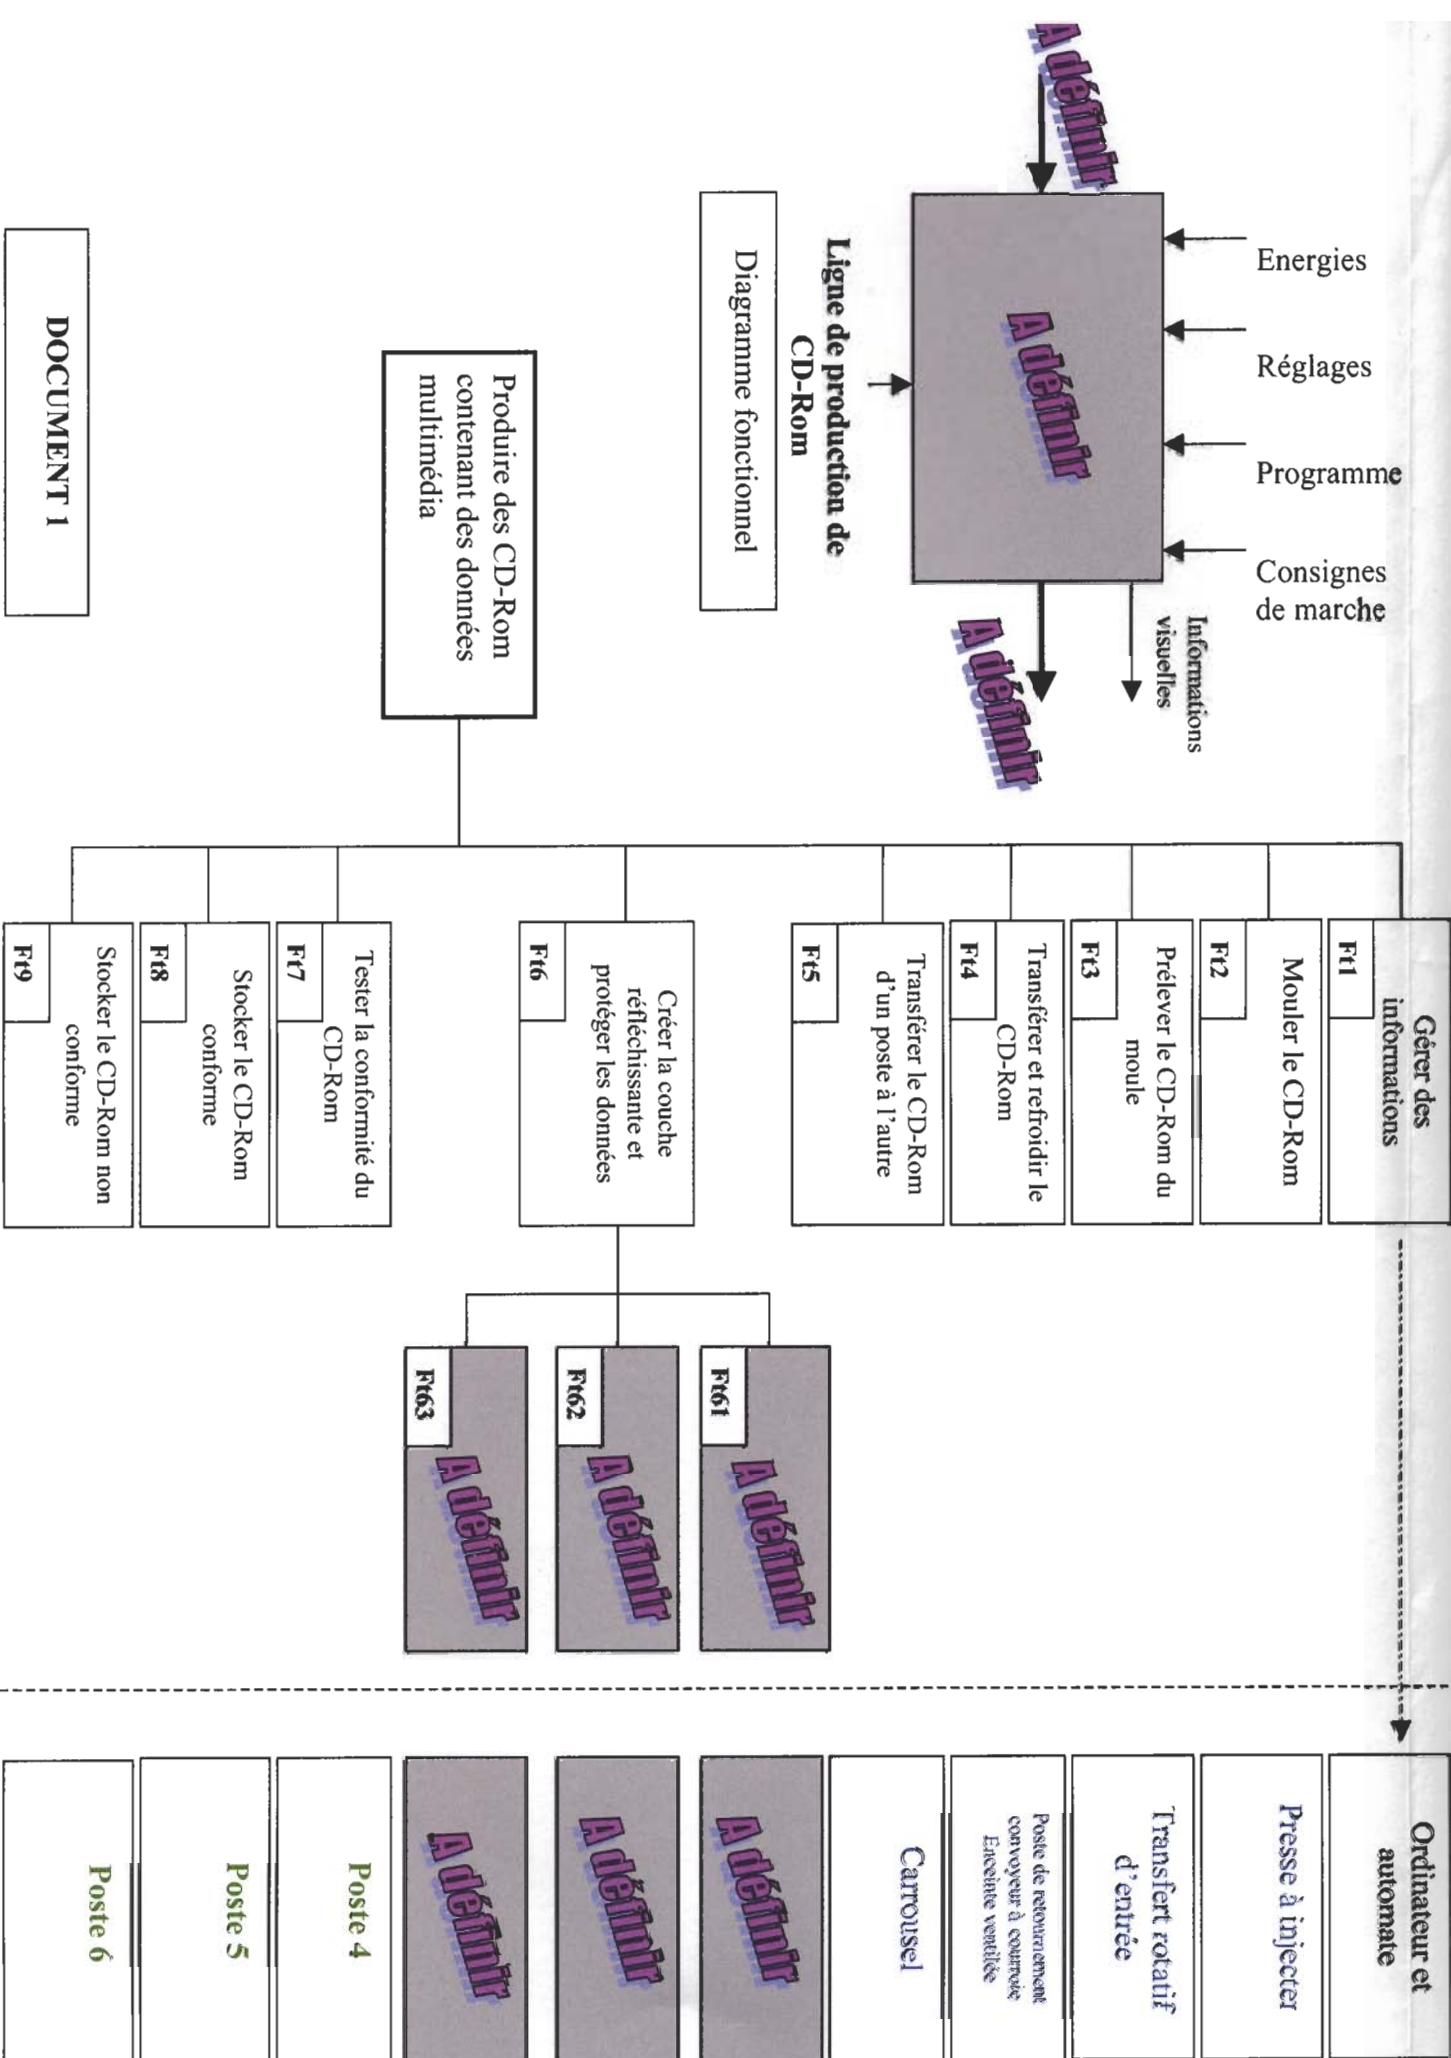 Energies
Réglages
Programme
Consignes
de marche
A définir
A définir
Informations
visuelles
A définir
Ligne de production de
CD-Rom
Diagramme fonctionnel
Produire des CD-Rom
contenant des données
multimédia
DOCUMENT 1
Gérer des
informations
Ft1
Mouler le CD-Rom
Ft2
Prélever le CD-Rom du
moule
Ft3
Transférer et refroidir le
CD-Rom
Ft4
Transférer le CD-Rom
d'un poste à l'autre
Ft5
Créer la couche
réfléchissante et
protéger les données
Ft6
Tester la conformité du
CD-Rom
Ft7
Stocker le CD-Rom
conforme
Ft8
Stocker le CD-Rom non
conforme
Ft9
A définir
Ft61
A définir
Ft62
A définir
Ft63
Ordinateur et
automate
Presse à injecter
Transfert rotatif
d'entrée
Poste de retournement
convoyeur à courroie
Enceinte ventilée
Carrousel
A définir
A définir
A définir
Poste 4
Poste 5
Poste 6